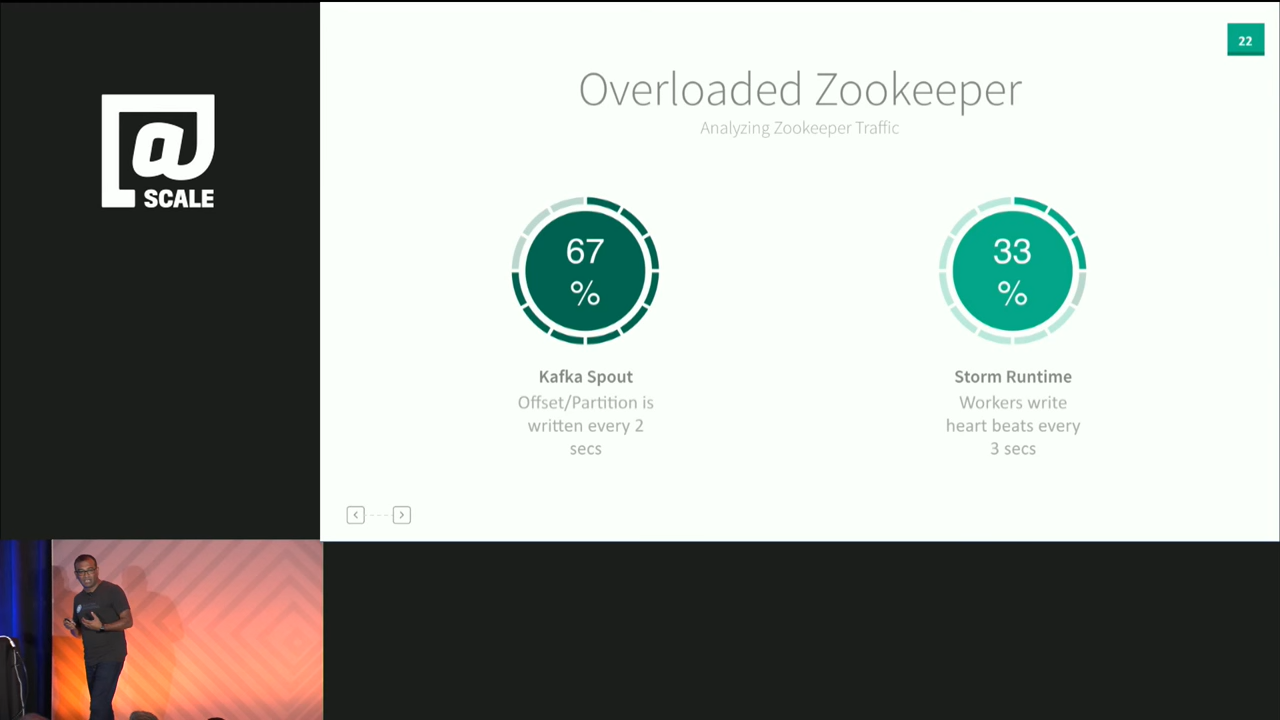 @
SCALE
22
Overloaded Zookeeper
Analyzing Zookeeper Traffic
67
%
Kafka Spout
Offset/Partition is
written every 2
secs
33
%
Storm Runtime
Workers write
heart beats every
3 secs